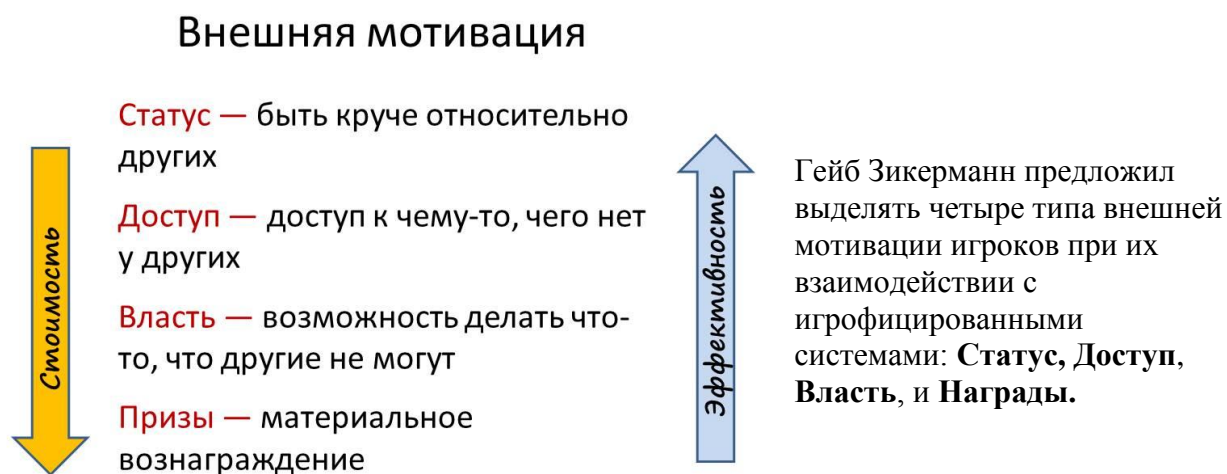 Внешняя мотивация
Статус — быть круче относительно
других
Доступ — доступ к чему-то, чего нет
у других
Власть — возможность делать что-
то, что другие не могут
Призы — материальное
вознаграждение
Стоимость
Эффективность
Гейб Зикерманн предложил
выделять четыре типа внешней
мотивации игроков при их
взаимодействии с
игрофицированными
системами: Статус, Доступ,
Власть, и Награды.